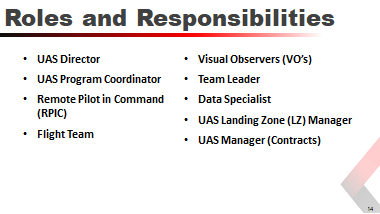 Roles and Responsibilities
• UAS Director
• UAS Program Coordinator
• Remote Pilot in Command
(RPIC)
• Flight Team
• Visual Observers (VO's)
• Team Leader
• Data Specialist
• UAS Landing Zone (LZ) Manager
• UAS Manager (Contracts)
14